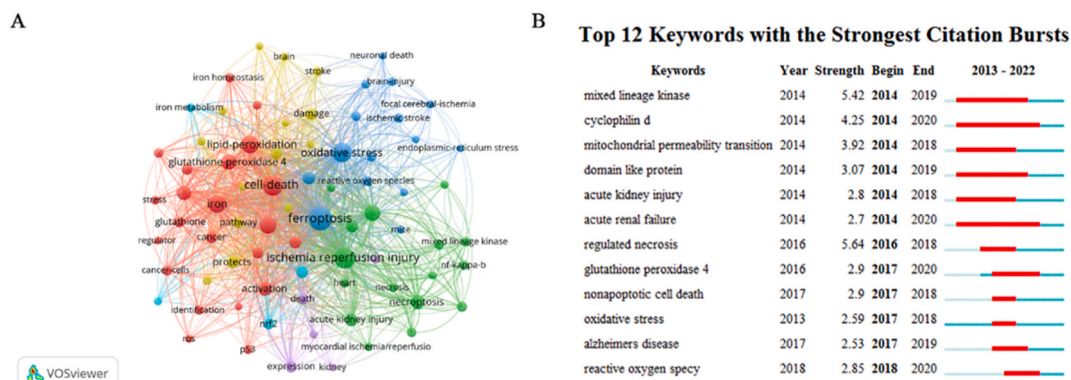 A
brain
neuronal death
stroke
iron homeostasis
brain-injury
iron metabolism
damage
focal cerebral-ischemia
ischemic stroke
lipid-peroxidation
oxidative stress
endoplasmic-reticulum stress
glutathione peroxidase 4
cell-death
reactive oxygen species
stress
iron
glutathione
pathway
ferroptosis
regulator
cancer
mice
mixed lineage kinase
protects
ischemia reperfusion injury
cancer-cells
nf-kappa-b
heart
activation
necrosis
death
necroptosis
identification
nrf2
acute kidney injury
ros
p53
myocardial ischemia/reperfusio
expression
kidney
VOSviewer
B
Top 12 Keywords with the Strongest Citation Bursts
Keywords Year Strength Begin End 2013 - 2022
mixed lineage kinase 2014 5.42 2014 2019
cyclophilin d 2014 4.25 2014 2020
mitochondrial permeability transition 2014 3.92 2014 2018
domain like protein 2014 3.07 2014 2019
acute kidney injury 2014 2.8 2014 2018
acute renal failure 2014 2.7 2014 2020
regulated necrosis 2016 5.64 2016 2018
glutathione peroxidase 4 2016 2.9 2017 2020
nonapoptotic cell death 2017 2.9 2017 2018
oxidative stress 2013 2.59 2017 2018
alzheimers disease 2017 2.53 2017 2019
reactive oxygen specy 2018 2.85 2018 2020